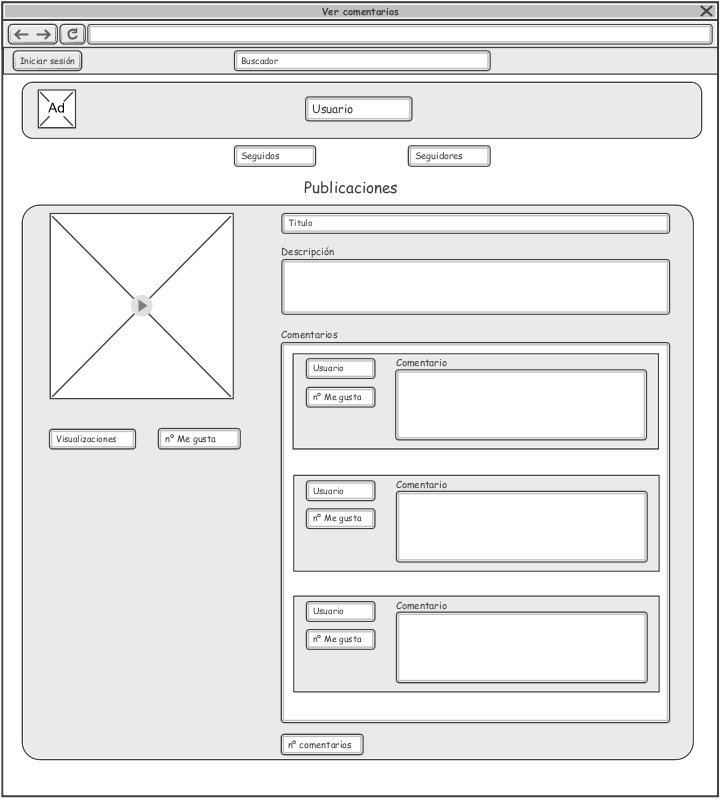 Ver comentarios
Iniciar sesión
Buscador
Ad
Usuario
Seguidos
Seguidores
Publicaciones
Titulo
Descripción
Comentarios
Usuario
Comentario
nº Me gusta
Visualizaciones
nº Me gusta
Usuario
Comentario
nº Me gusta
Usuario
Comentario
nº Me gusta
nº comentarios